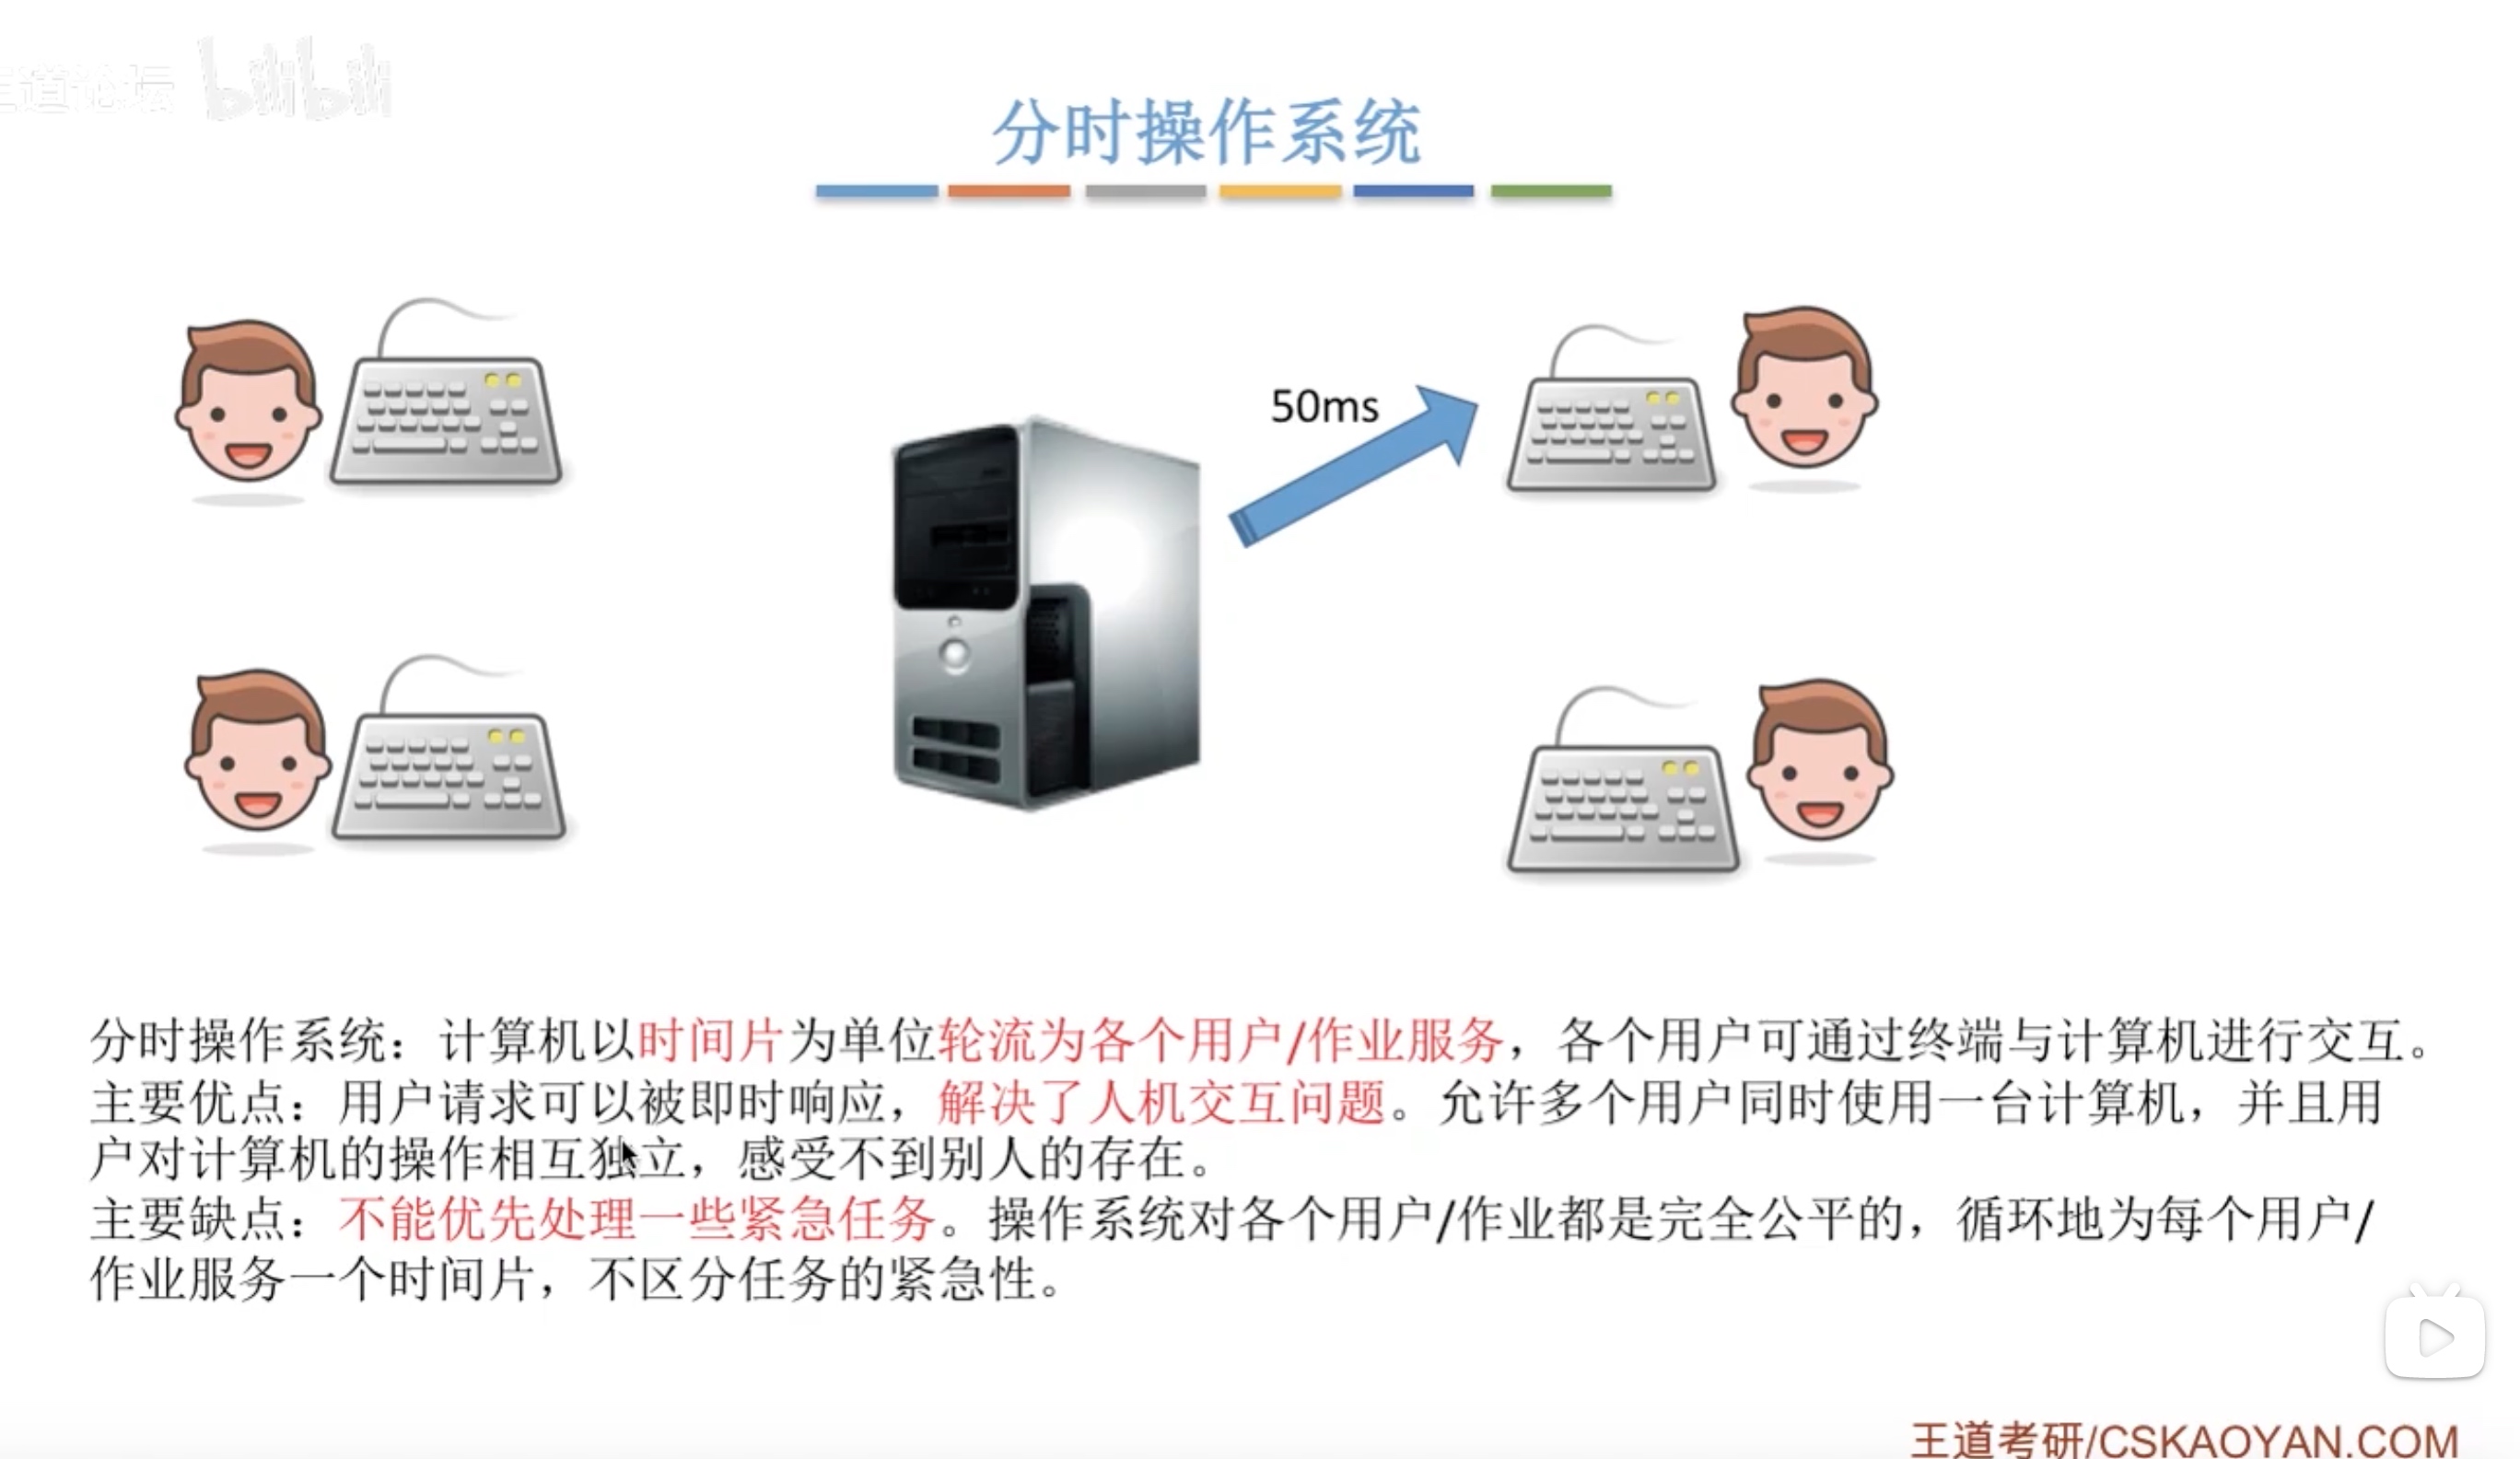 王道论坛 bilibili
分时操作系统
50ms
分时操作系统：计算机以时间片为单位轮流为各个用户/作业服务，各个用户可通过终端与计算机进行交互。
主要优点：用户请求可以被即时响应，解决了人机交互问题。允许多个用户同时使用一台计算机，并且用
户对计算机的操作相互独立，感受不到别人的存在。
主要缺点：不能优先处理一些紧急任务。操作系统对各个用户/作业都是完全公平的，循环地为每个用户/
作业服务一个时间片，不区分任务的紧急性。
王道考研/CSKAOYAN.COM